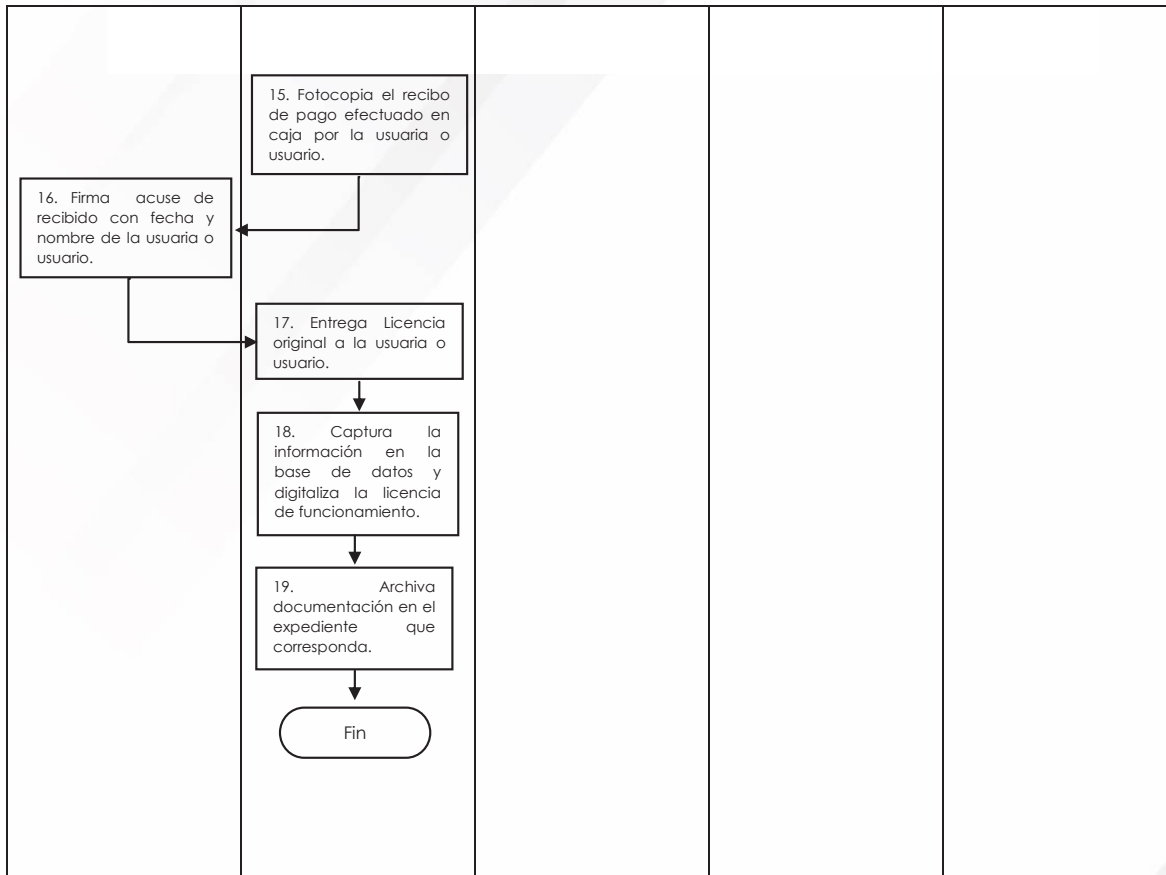 15. Fotocopia el recibo
de pago efectuado en
caja por la usuaria o
usuario.
16. Firma acuse de
recibido con fecha y
nombre de la usuaria o
usuario.
17. Entrega Licencia
original a la usuaria o
usuario.
18. Captura la
información en la
base de datos y
digitaliza la licencia
de funcionamiento.
19. Archiva
documentación en el
expediente que
corresponda.
Fin